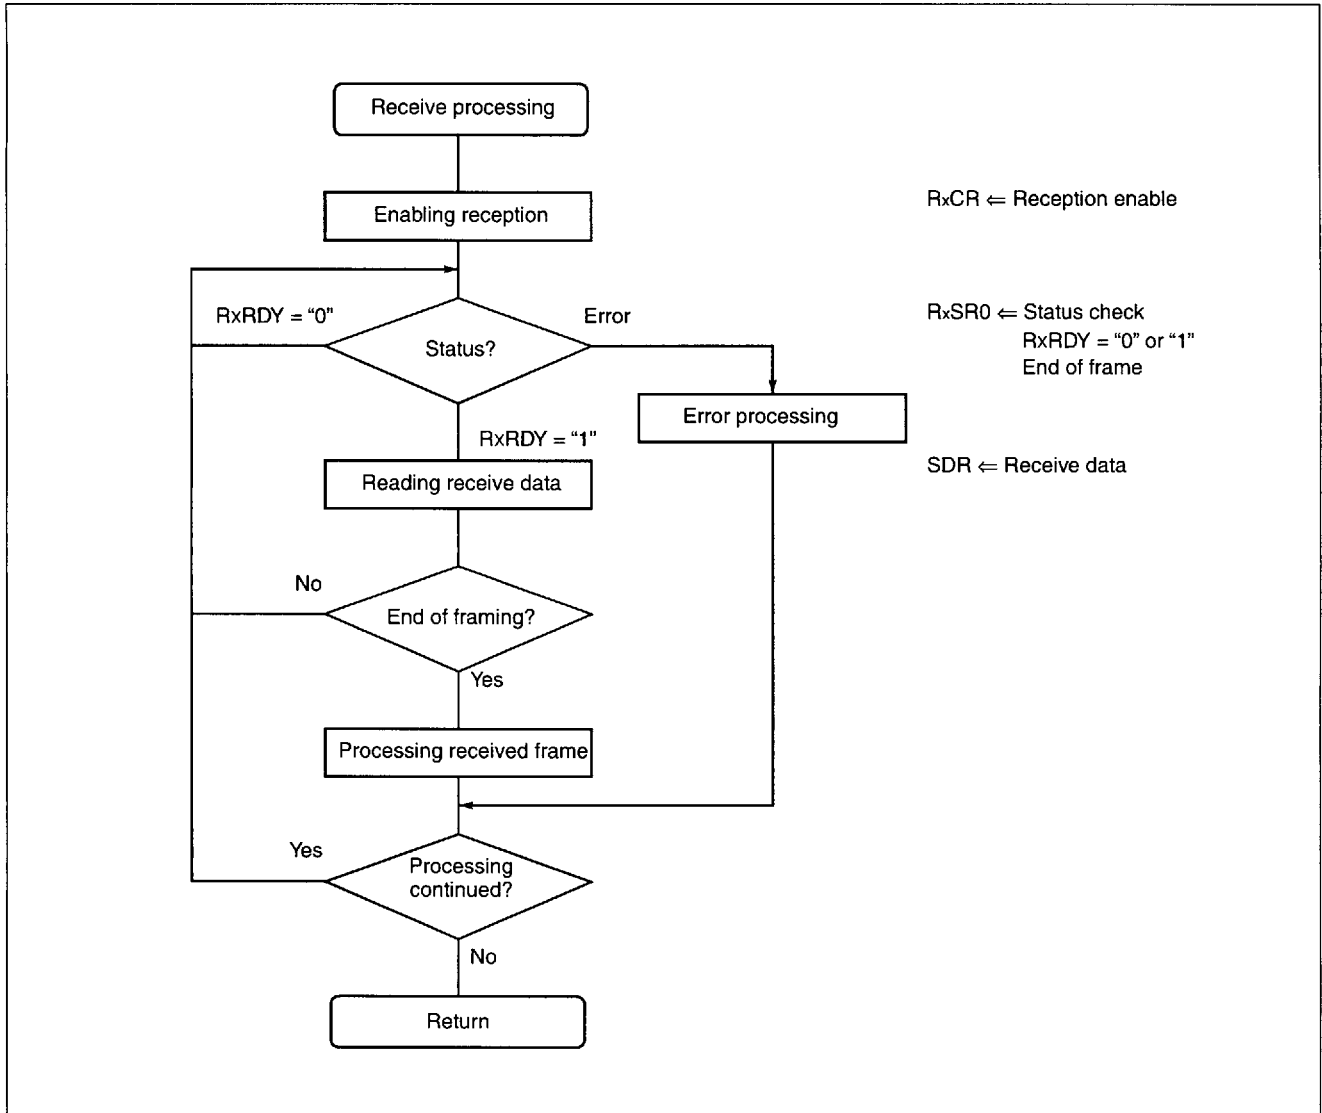 Receive processing
Enabling reception
RxCR ⇐ Reception enable
RxRDY = “0”
Error
Status?
RxSR0 ⇐ Status check
RxRDY = “0” or “1”
End of frame
Error processing
RxRDY = “1”
Reading receive data
SDR ⇐ Receive data
No
End of framing?
Yes
Processing received frame
Yes
Processing
continued?
No
Return